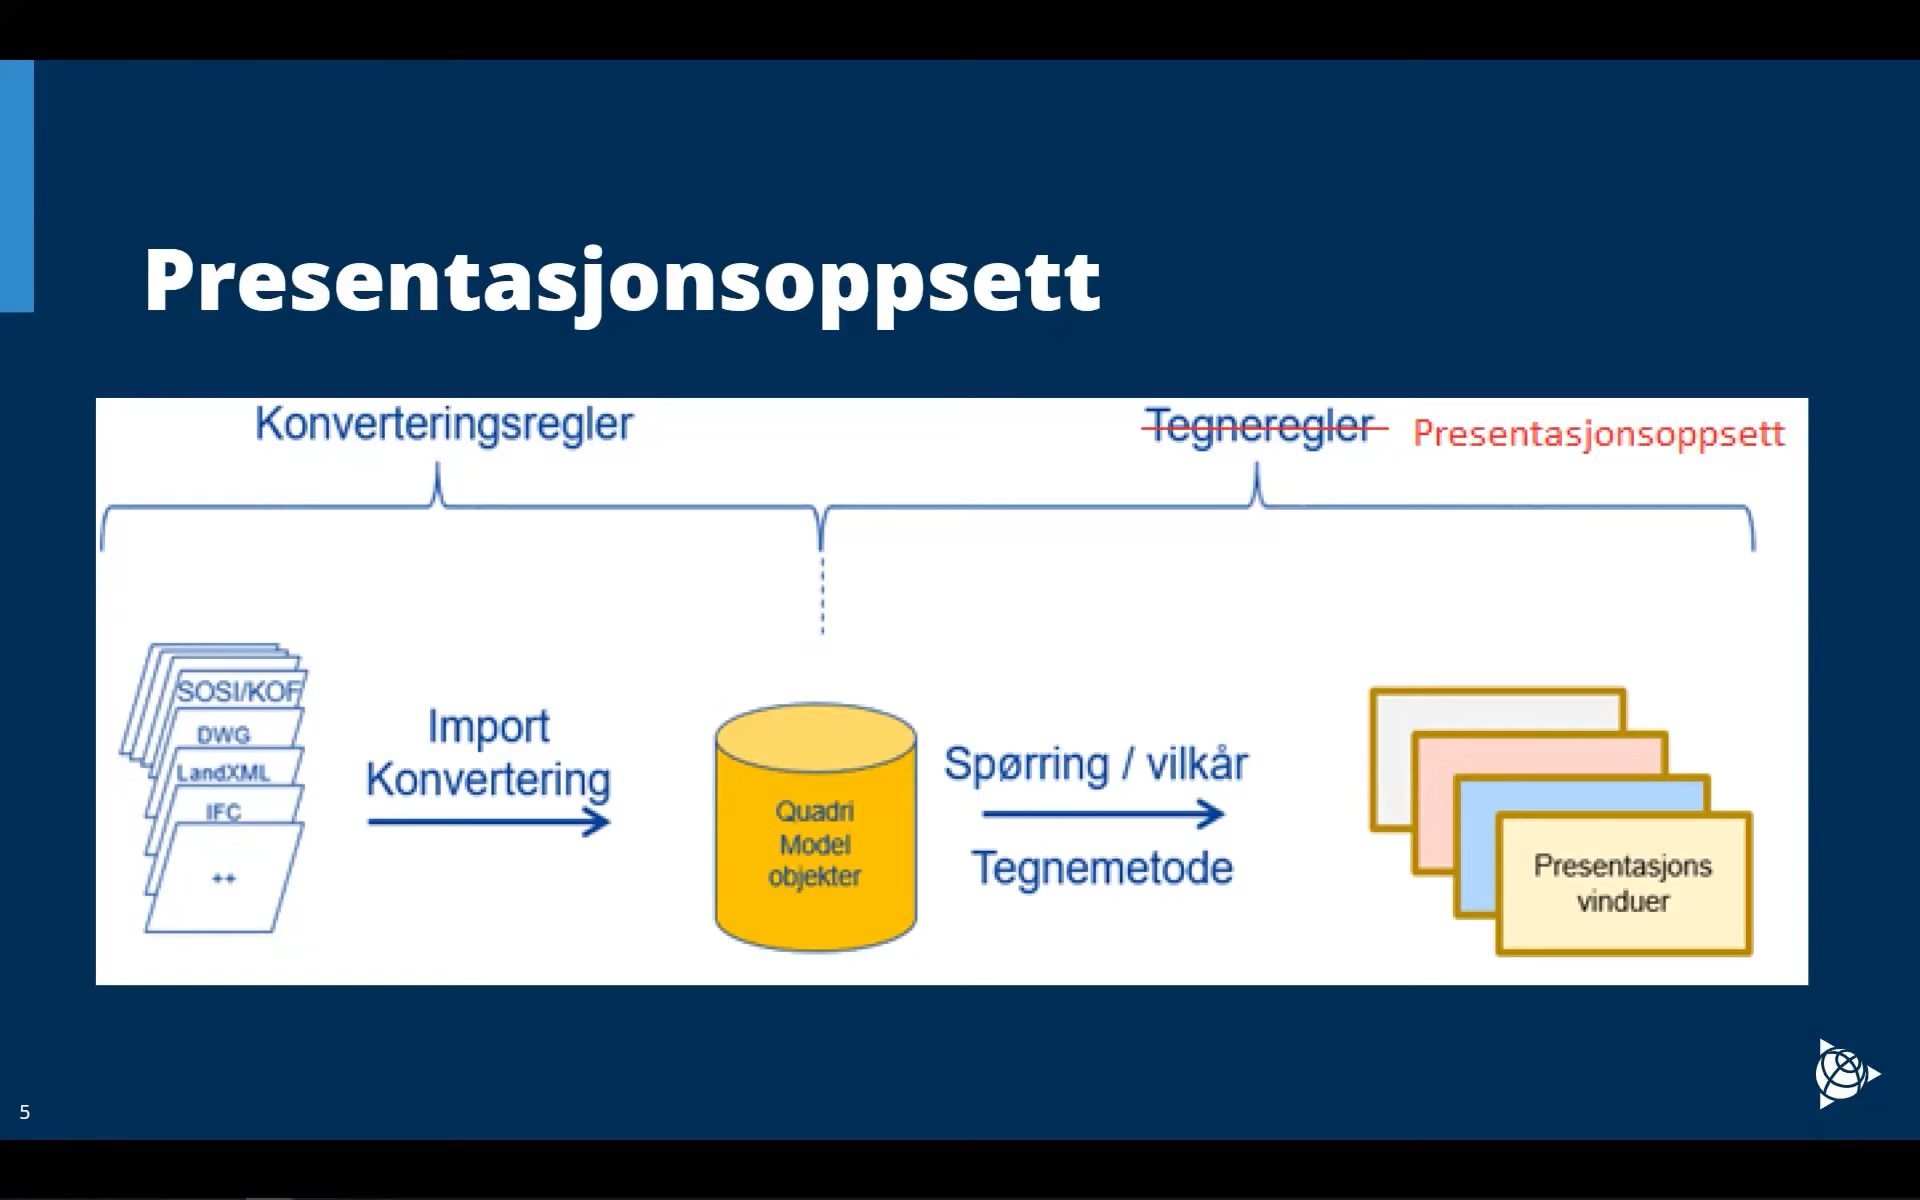 Presentasjonsoppsett
Konverteringsregler
Tegneregler Presentasjonsoppsett
SOSI/KOF
DWG
LandXML
IFC
++
Import
Konvertering
Quadri
Model
objekter
Spørring / vilkår
Tegnemetode
Presentasjons
vinduer
5